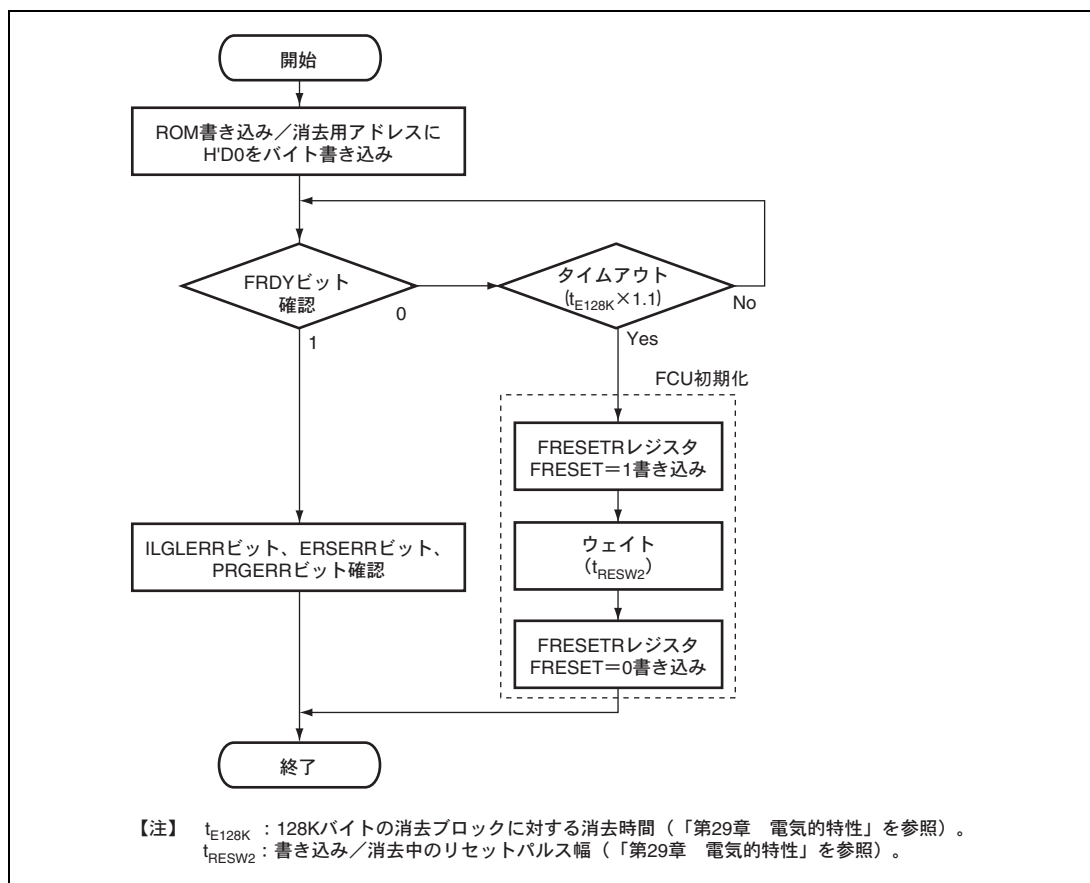 開始
ROM書き込み／消去用アドレスに
H'D0をバイト書き込み
FRDYビット
確認
0
1
タイムアウト
(tE128K×1.1)
No
Yes
FCU初期化
FRESETRレジスタ
FRESET＝1書き込み
ウェイト
（tRESW2）
FRESETRレジスタ
FRESET＝0書き込み
ILGLERRビット、ERSERRビット、
PRGERRビット確認
終了
【注】 tE128K ：128Kバイトの消去ブロックに対する消去時間（「第29章 電気的特性」を参照）。
tRESW2：書き込み／消去中のリセットパルス幅（「第29章 電気的特性」を参照）。